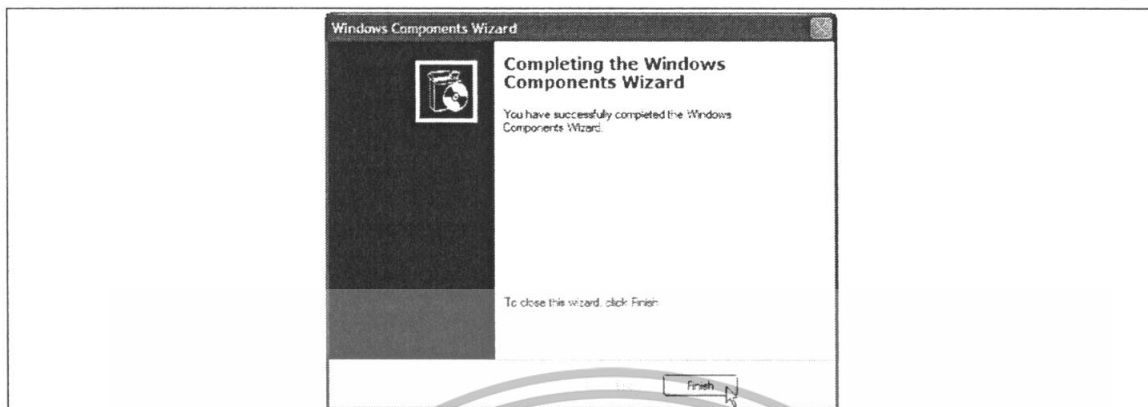 Windows Components Wizard
Completing the Windows
Components Wizard
You have successfully completed the Windows
Components Wizard.
To close this wizard, click Finish
Finish